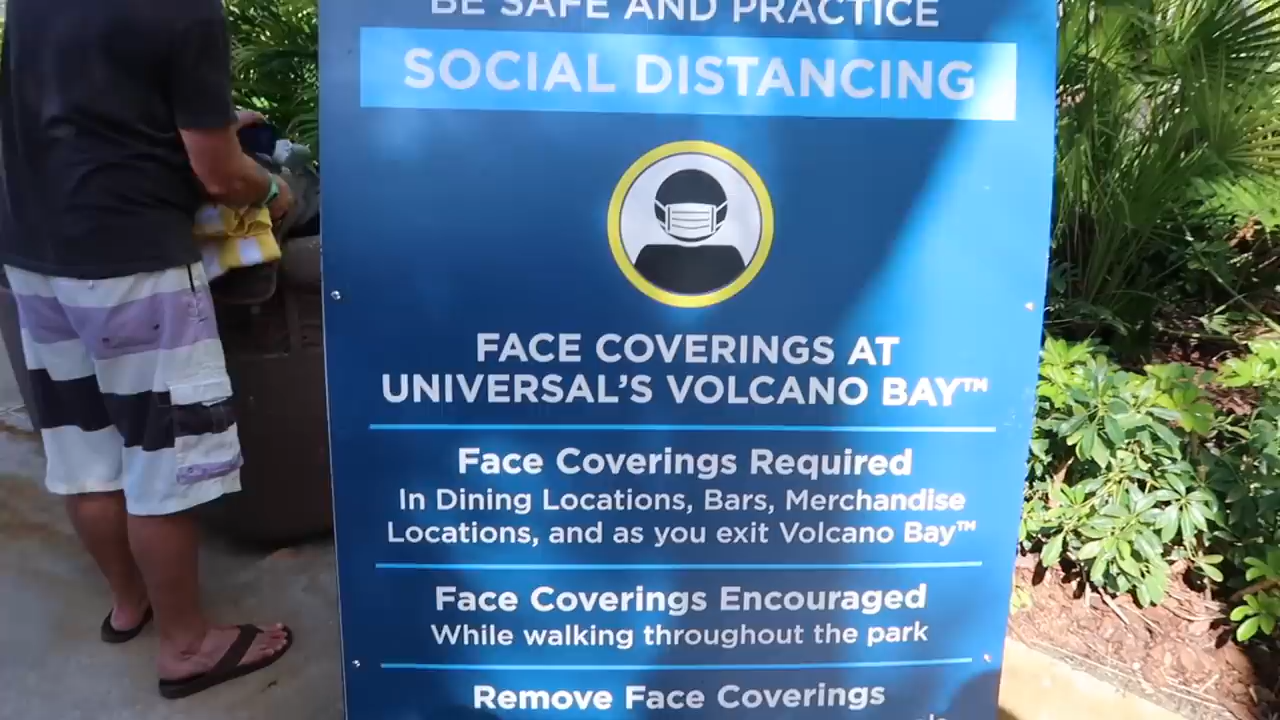 BE SAFE AND PRACTICE
SOCIAL DISTANCING
FACE COVERINGS AT
UNIVERSAL'S VOLCANO BAY™
Face Coverings Required
In Dining Locations, Bars, Merchandise
Locations, and as you exit Volcano Bay™
Face Coverings Encouraged
While walking throughout the park
Remove Face Coverings